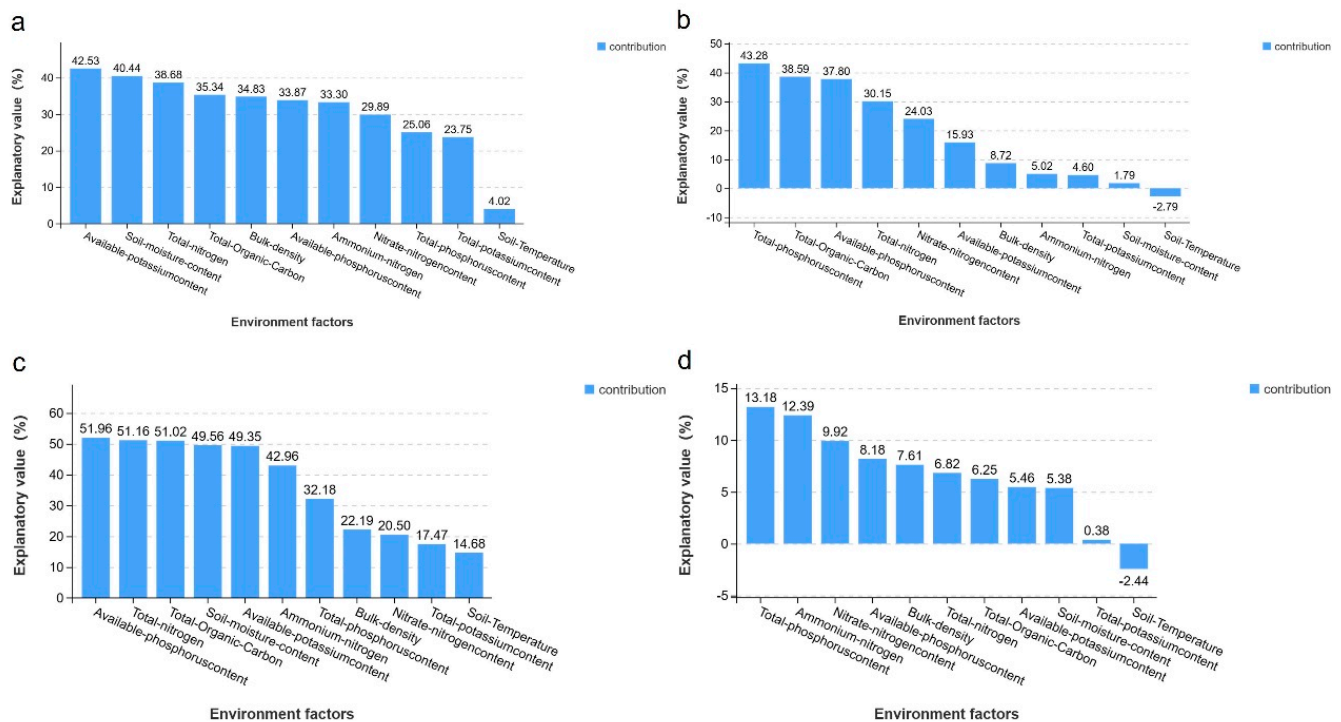 a
contribution
Explanatory value (%)
40
30
20
10
0
42.53
40.44
38.68
35.34
34.83
33.87
33.30
29.89
25.06
23.75
4.02
Available-potassiumcontent
Soil-moisture-content
Total-nitrogen
Total-Organic-Carbon
Bulk-density
Available-phosphoruscontent
Ammonium-nitrogen
Nitrate-nitrogencontent
Total-phosphoruscontent
Total-potassiumcontent
Soil-Temperature
Environment factors
b
contribution
Explanatory value (%)
50
40
30
20
10
0
-10
43.28
38.59
37.80
30.15
24.03
15.93
8.72
5.02
4.60
1.79
-2.79
Total-phosphoruscontent
Total-Organic-Carbon
Available-phosphoruscontent
Total-nitrogen
Nitrate-nitrogencontent
Available-potassiumcontent
Bulk-density
Ammonium-nitrogen
Total-potassiumcontent
Soil-moisture-content
Soil-Temperature
Environment factors
c
contribution
Explanatory value (%)
60
50
40
30
20
10
0
51.96
51.16
51.02
49.56
49.35
42.96
32.18
22.19
20.50
17.47
14.68
Available-phosphoruscontent
Total-nitrogen
Total-Organic-Carbon
Soil-moisture-content
Available-potassiumcontent
Ammonium-nitrogen
Total-phosphoruscontent
Bulk-density
Nitrate-nitrogencontent
Total-potassiumcontent
Soil-Temperature
Environment factors
d
contribution
Explanatory value (%)
15
10
5
0
-5
13.18
12.39
9.92
8.18
7.61
6.82
6.25
5.46
5.38
0.38
-2.44
Total-phosphoruscontent
Ammonium-nitrogen
Nitrate-nitrogencontent
Available-phosphoruscontent
Bulk-density
Total-nitrogen
Total-Organic-Carbon
Available-potassiumcontent
Soil-moisture-content
Total-potassiumcontent
Soil-Temperature
Environment factors